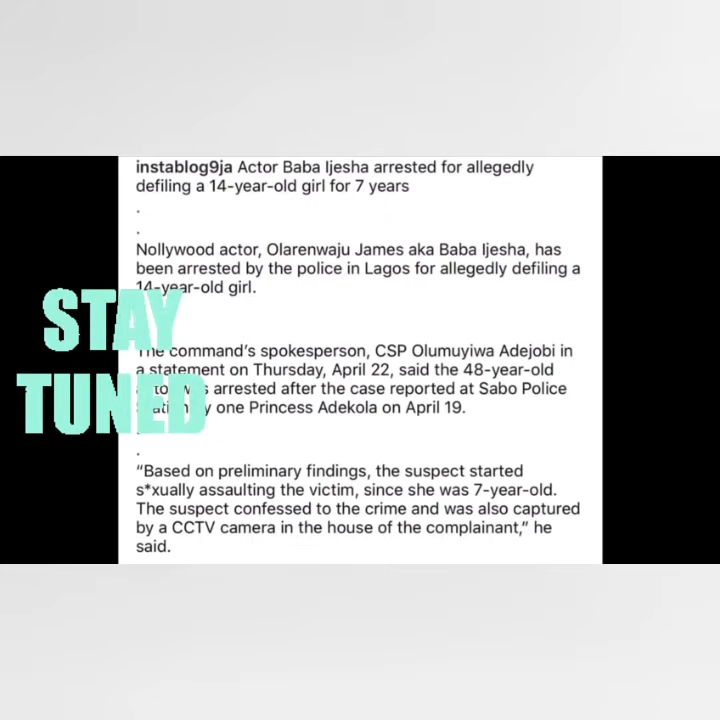 instablog9ja Actor Baba Ijesha arrested for allegedly
defiling a 14-year-old girl for 7 years
.
.
Nollywood actor, Olarenwaju James aka Baba Ijesha, has
been arrested by the police in Lagos for allegedly defiling a
14-year-old girl.
STAY
TUNED
The command's spokesperson, CSP Olumuyiwa Adejobi in
a statement on Thursday, April 22, said the 48-year-old
arrested after the case reported at Sabo Police
one Princess Adekola on April 19.
.
"Based on preliminary findings, the suspect started
s*xually assaulting the victim, since she was 7-year-old.
The suspect confessed to the crime and was also captured
by a CCTV camera in the house of the complainant," he
said.